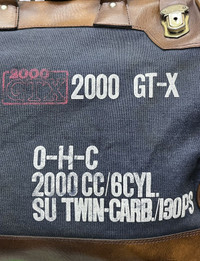 2000
GTX
2000 GT-X
O-H-C
2000 CC/6CYL.
SU TWIN-CARB./130PS